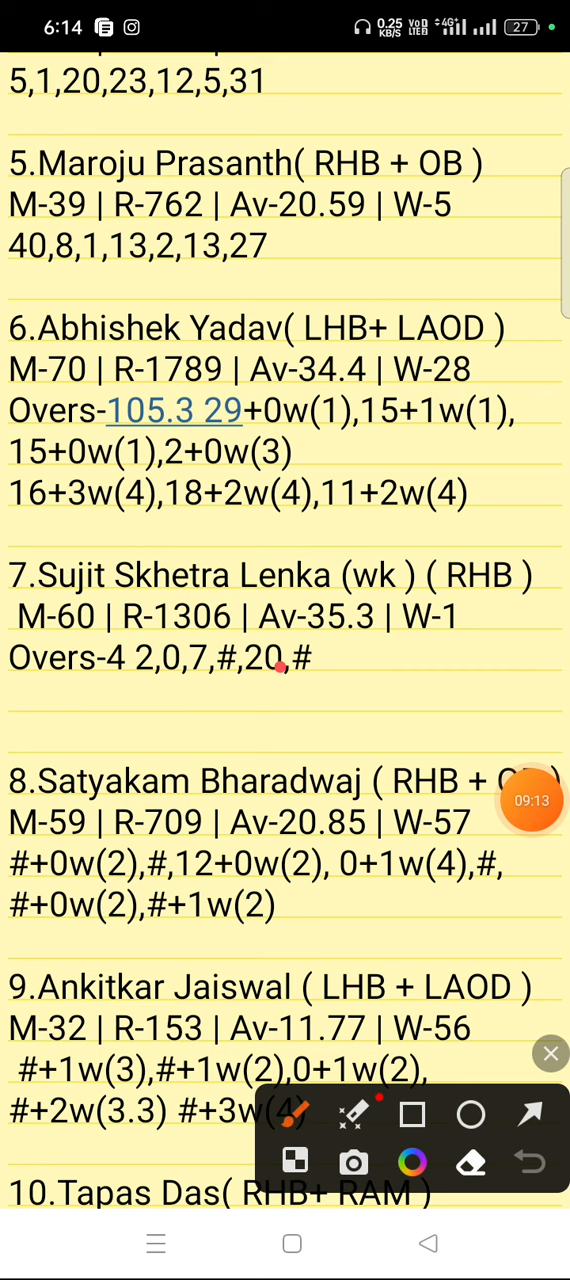 6:14
0.25 KB/S
VoD LTE2
4G+
27
5,1,20,23,12,5,31
5.Maroju Prasanth( RHB + OB )
M-39 | R-762 | Av-20.59 | W-5
40,8,1,13,2,13,27
6.Abhishek Yadav( LHB+ LAOD )
M-70 | R-1789 | Av-34.4 | W-28
Overs-105.3 29+0w(1),15+1w(1),
15+0w(1),2+0w(3)
16+3w(4),18+2w(4),11+2w(4)
7.Sujit Skhetra Lenka (wk ) ( RHB )
M-60 | R-1306 | Av-35.3 | W-1
Overs-4 2,0,7,#,20,#
8.Satyakam Bharadwaj ( RHB + )
09:13
M-59 | R-709 | Av-20.85 | W-57
#+0w(2),#,12+0w(2), 0+1w(4),#,
#+0w(2),#+1w(2)
9.Ankitkar Jaiswal ( LHB + LAOD )
M-32 | R-153 | Av-11.77 | W-56
#+1w(3),#+1w(2),0+1w(2),
#+2w(3.3) #+3w(4)
10.Tapas Das( RHB+ RAM )